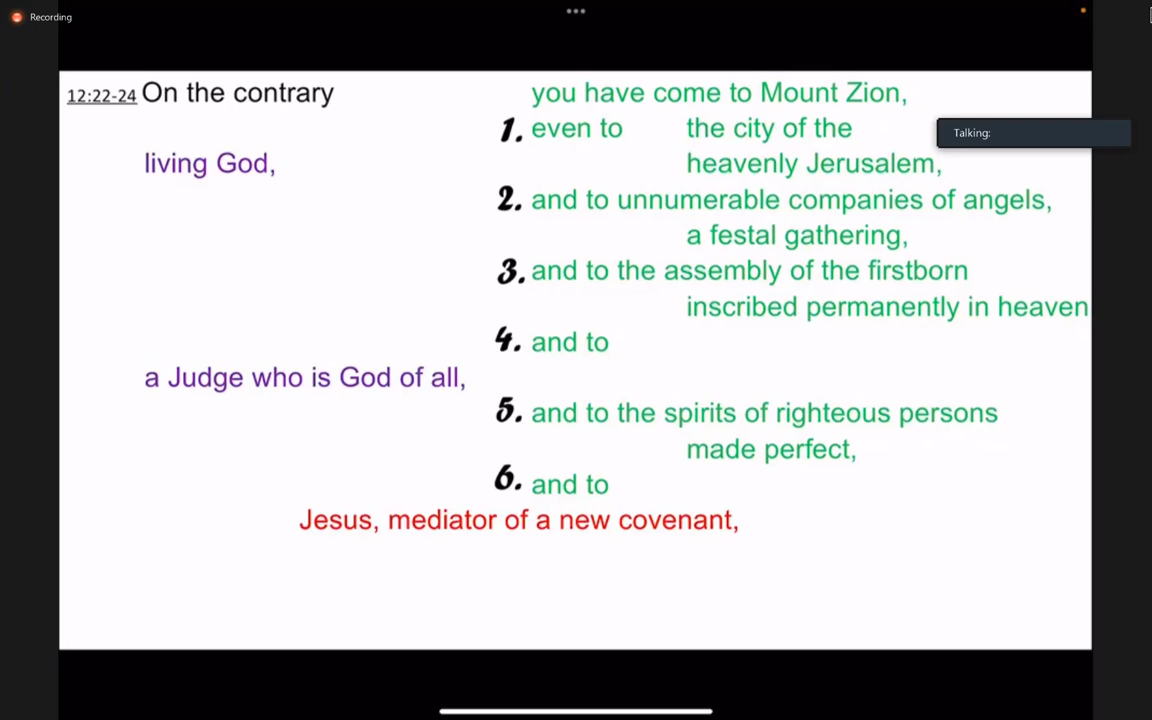 Recording
12:22-24 On the contrary you have come to Mount Zion,
1. even to the city of the
living God, heavenly Jerusalem,
2. and to unnumerable companies of angels,
a festal gathering,
3. and to the assembly of the firstborn
inscribed permanently in heaven
4. and to
a Judge who is God of all,
5. and to the spirits of righteous persons
made perfect,
6. and to
Jesus, mediator of a new covenant,
Talking: